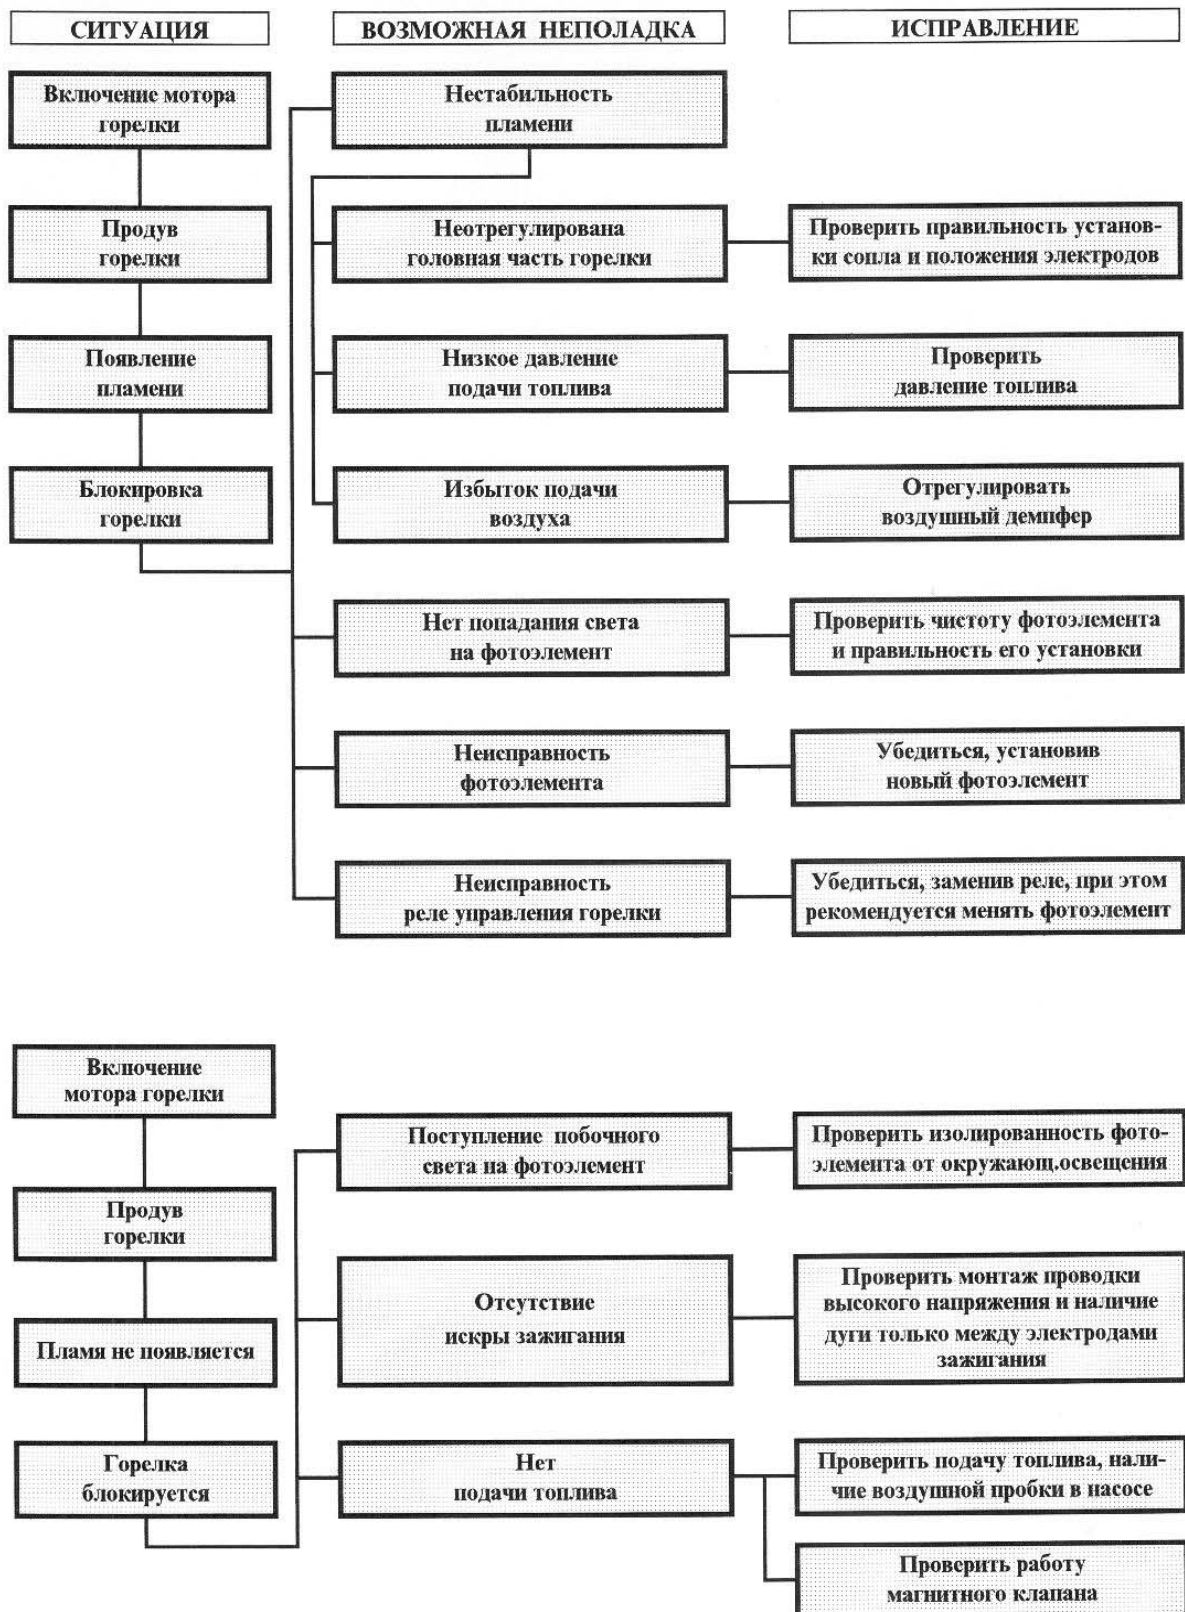 СИТУАЦИЯ
ВОЗМОЖНАЯ НЕПОЛАДКА
ИСПРАВЛЕНИЕ
Включение мотора
горелки
Продув
горелки
Появление
пламени
Блокировка
горелки
Нестабильность
пламени
Неотрегулирована
головная часть горелки
Проверить правильность установ-
ки сопла и положения электродов
Низкое давление
подачи топлива
Проверить
давление топлива
Избыток подачи
воздуха
Отрегулировать
воздушный демпфер
Нет попадания света
на фотоэлемент
Проверить чистоту фотоэлемента
и правильность его установки
Неисправность
фотоэлемента
Убедиться, установив
новый фотоэлемент
Неисправность
реле управления горелки
Убедиться, заменив реле, при этом
рекомендуется менять фотоэлемент
Включение
мотора горелки
Продув
горелки
Пламя не появляется
Горелка
блокируется
Поступление побочного
света на фотоэлемент
Проверить изолированность фото-
элемента от окружающ.освещения
Отсутствие
искры зажигания
Проверить монтаж проводки
высокого напряжения и наличие
дуги только между электродами
зажигания
Нет
подачи топлива
Проверить подачу топлива, нали-
чие воздушной пробки в насосе
Проверить работу
магнитного клапана